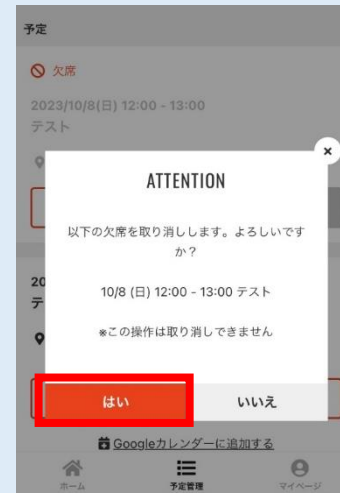 予定
欠席
2023/10/8(日) 12:00 - 13:00
テスト
×
ATTENTION
以下の欠席を取り消しします。よろしいです
か？
10/8 (日) 12:00 - 13:00 テスト
※この操作は取り消しできません
20
テ
はい
いいえ
Googleカレンダーに追加する
ホーム
予定管理
マイページ